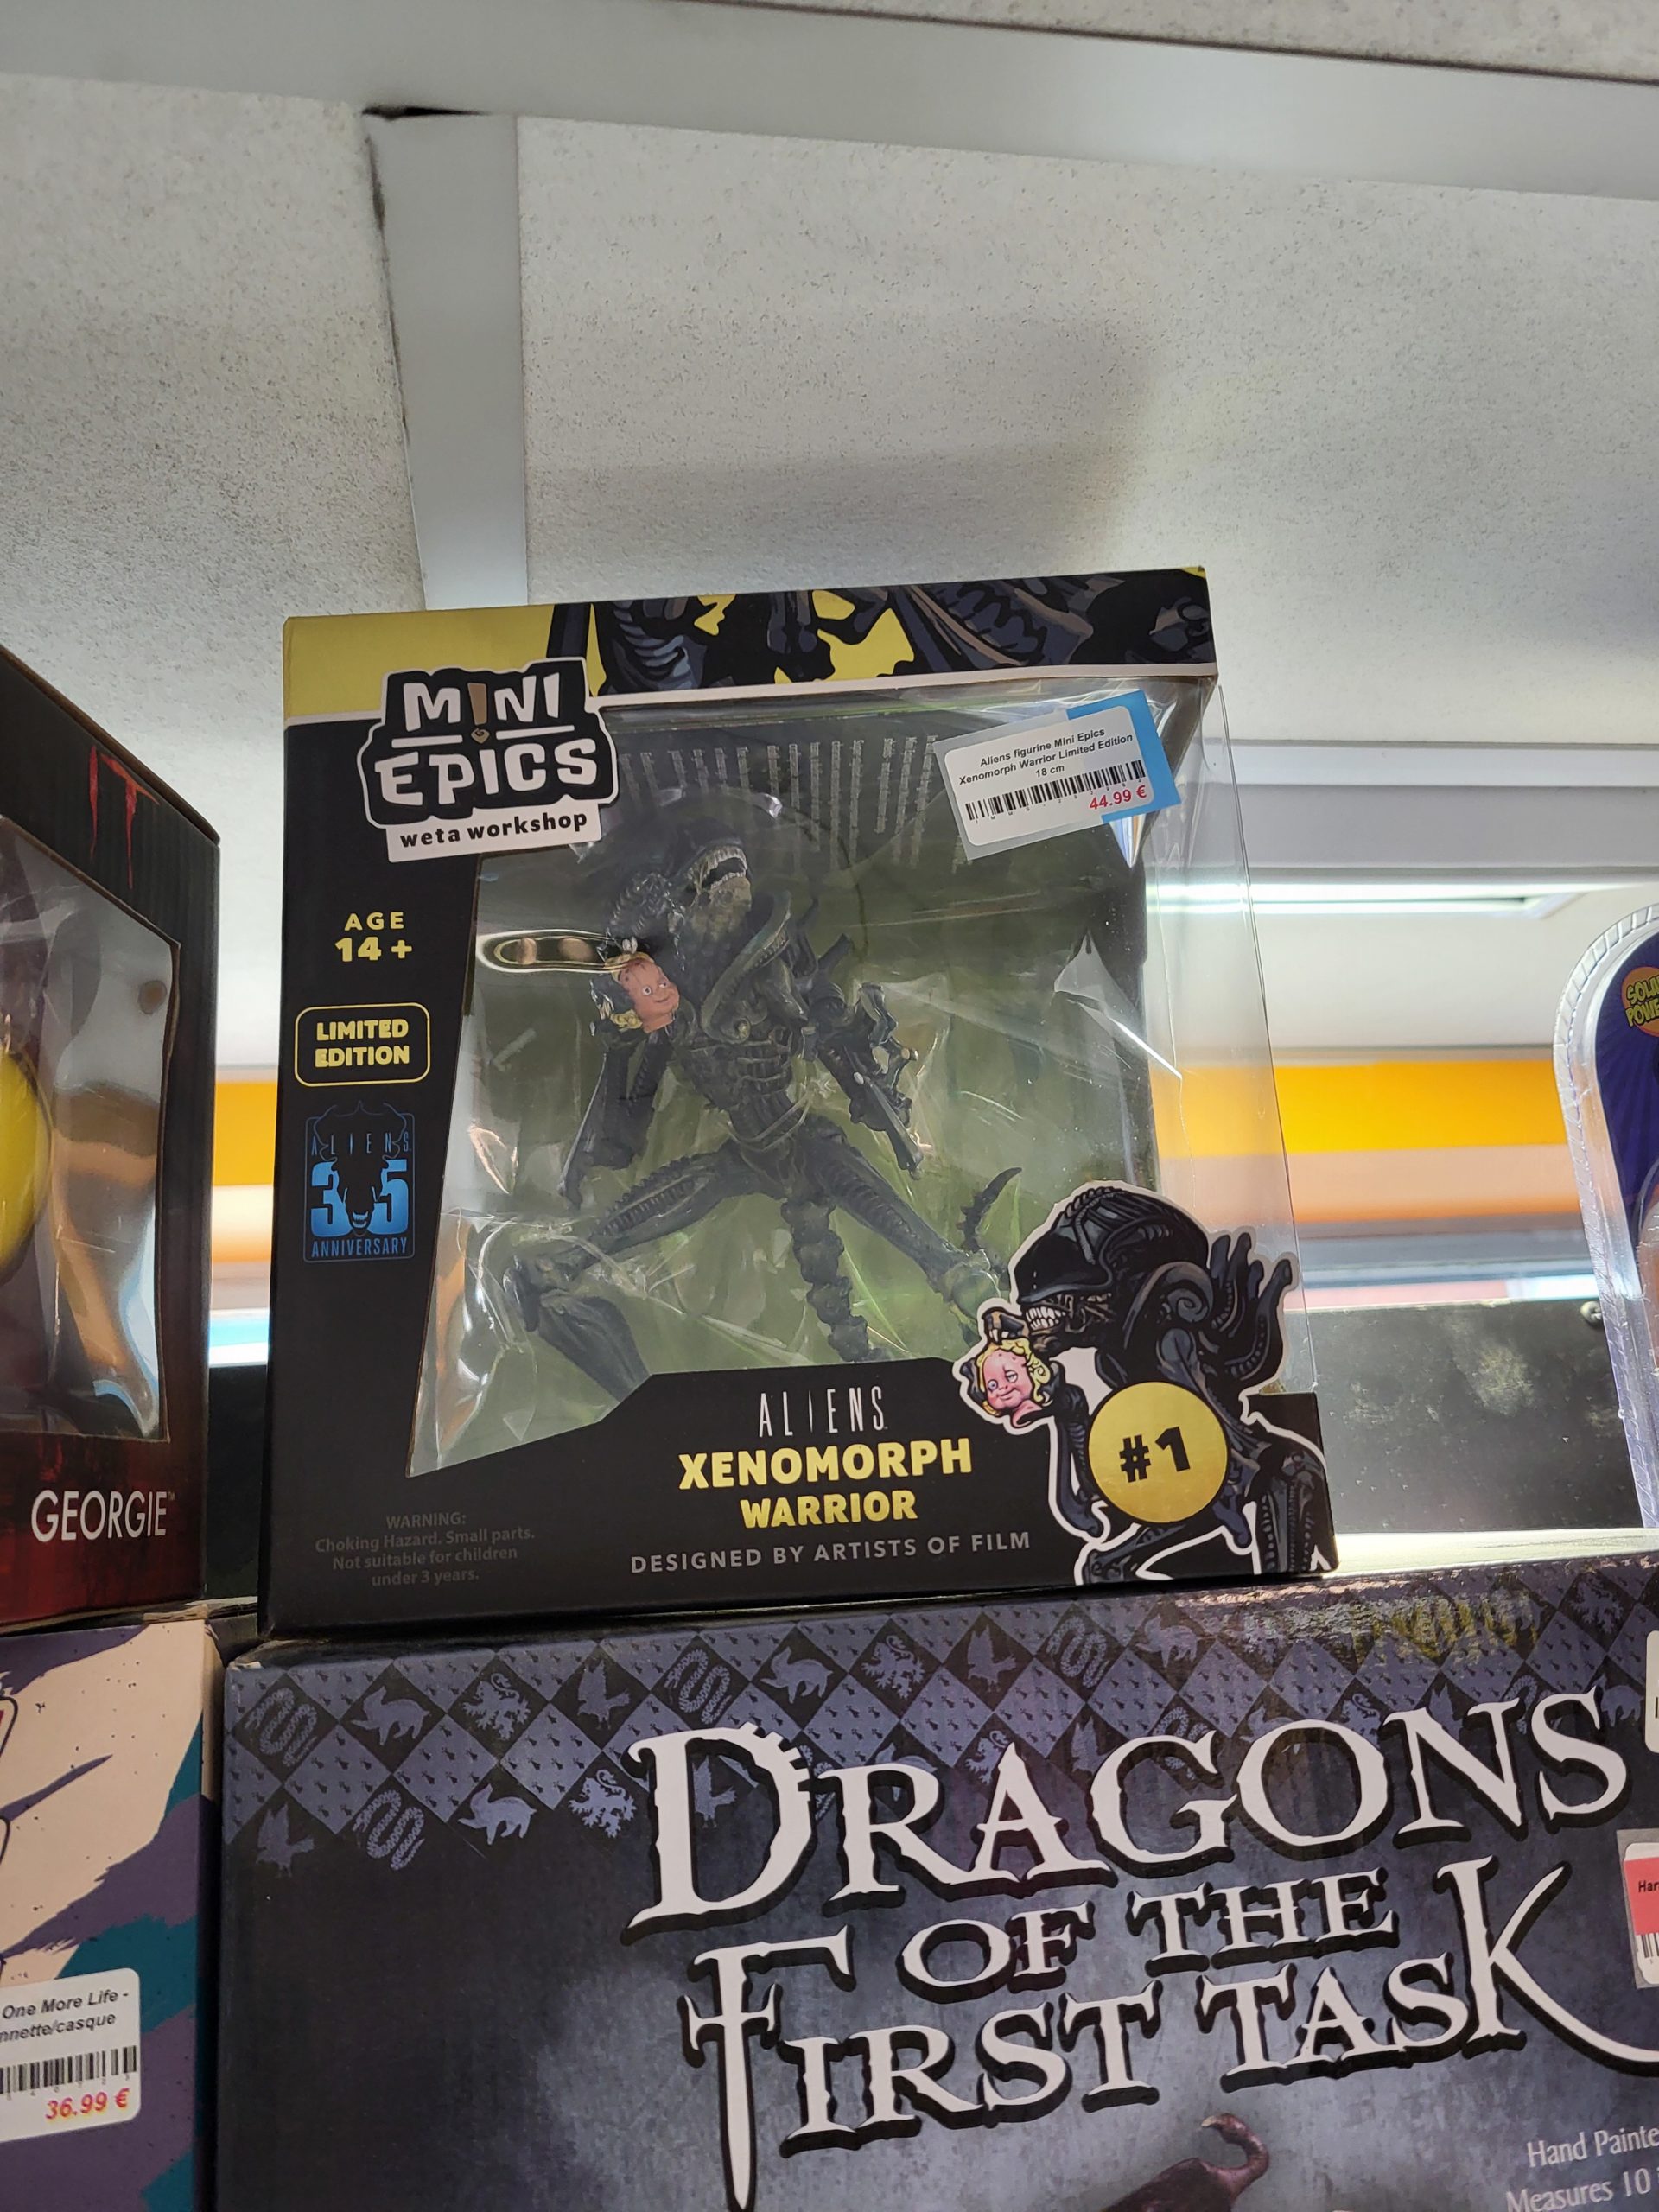 IT
GEORGIE™
MINI
EPICS
weta workshop
Aliens figurine Mini Epics
Xenomorph Warrior Limited Edition
18 cm
44.99 €
AGE
14+
LIMITED
EDITION
ALIENS
35
ANNIVERSARY
ALIENS
XENOMORPH
WARRIOR
DESIGNED BY ARTISTS OF FILM
#1
WARNING:
Choking Hazard. Small parts.
Not suitable for children
under 3 years.
DRAGONS
OF THE
FIRST TASK
Hand Painte
Measures 10
One More Life -
nnette/casque
36.99 €
Har